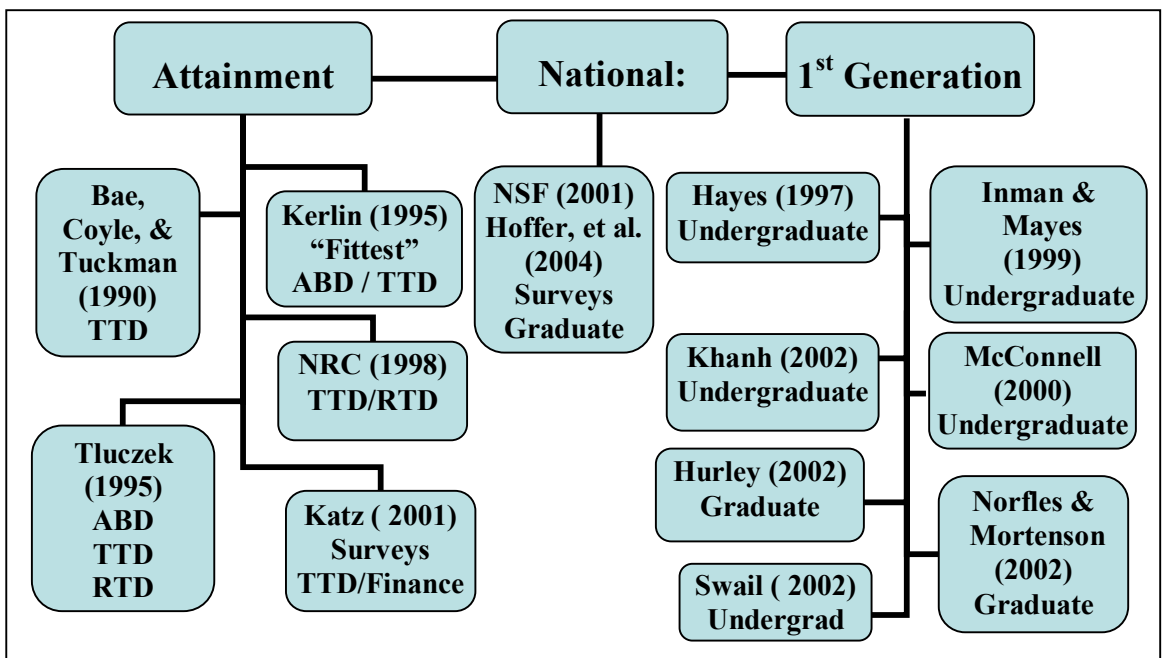 Attainment
National:
1st Generation
Bae,
Coyle, &
Tuckman
(1990)
TTD
Kerlin (1995)
“Fittest”
ABD / TTD
NRC (1998)
TTD/RTD
Tluczek
(1995)
ABD
TTD
RTD
Katz ( 2001)
Surveys
TTD/Finance
NSF (2001)
Hoffer, et al.
(2004)
Surveys
Graduate
Hayes (1997)
Undergraduate
Inman &
Mayes
(1999)
Undergraduate
Khanh (2002)
Undergraduate
McConnell
(2000)
Undergraduate
Hurley (2002)
Graduate
Norfles &
Mortenson
(2002)
Graduate
Swail ( 2002)
Undergrad